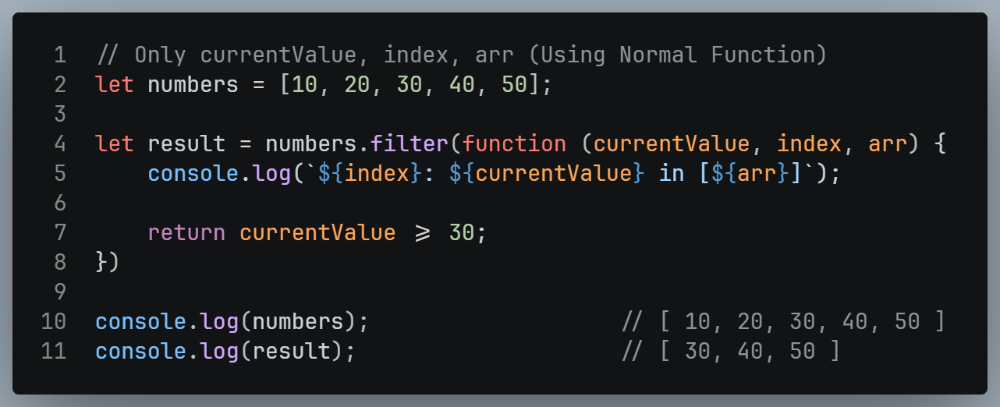 1 // Only currentValue, index, arr (Using Normal Function)
2 let numbers = [10, 20, 30, 40, 50];
3
4 let result = numbers.filter(function (currentValue, index, arr) {
5     console.log(`${index}: ${currentValue} in [${arr}]`);
6
7     return currentValue >= 30;
8 })
9
10 console.log(numbers);                   // [ 10, 20, 30, 40, 50 ]
11 console.log(result);                    // [ 30, 40, 50 ]